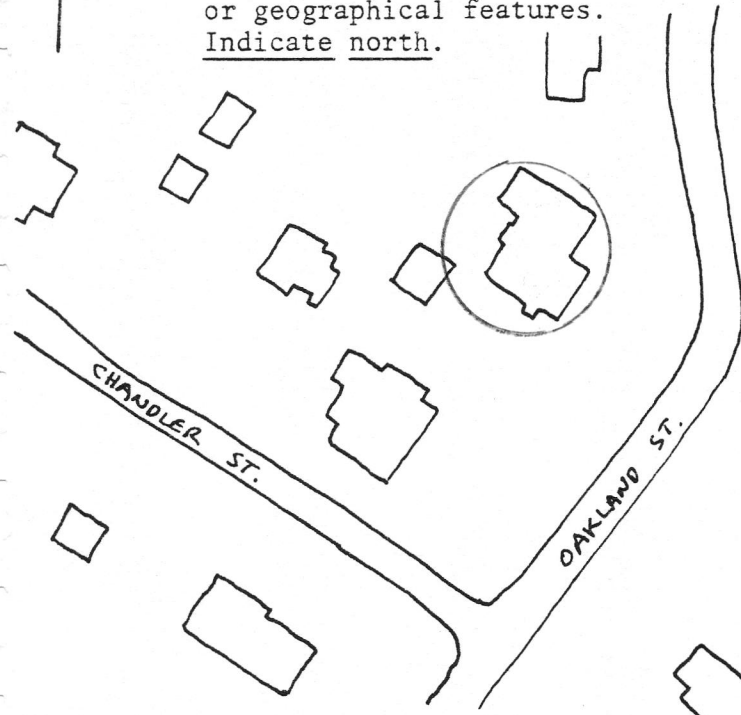 or geographical features.
Indicate north.
CHANDLER ST.
OAKLAND ST.